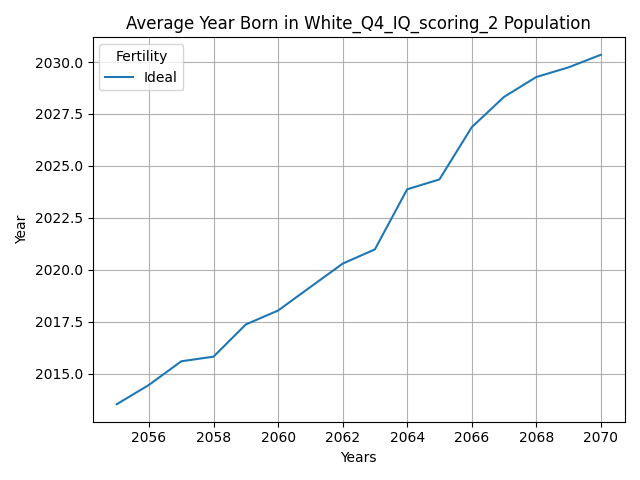 Average Year Born in White_Q4_IQ_scoring_2 Population
Fertility
Ideal
2030.0
2027.5
2025.0
2022.5
2020.0
2017.5
2015.0
Year
2056 2058 2060 2062 2064 2066 2068 2070
Years